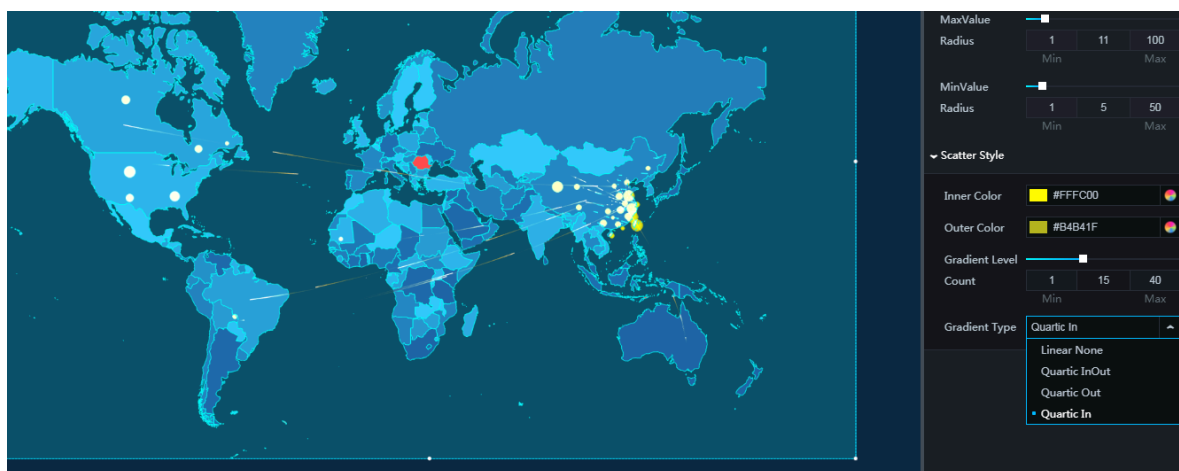 MaxValue
Radius 1 11 100
Min Max
MinValue
Radius 1 5 50
Min Max
Scatter Style
Inner Color #FFFC00
Outer Color #B4B41F
Gradient Level
Count 1 15 40
Min Max
Gradient Type Quartic In
Linear None
Quartic InOut
Quartic Out
Quartic In